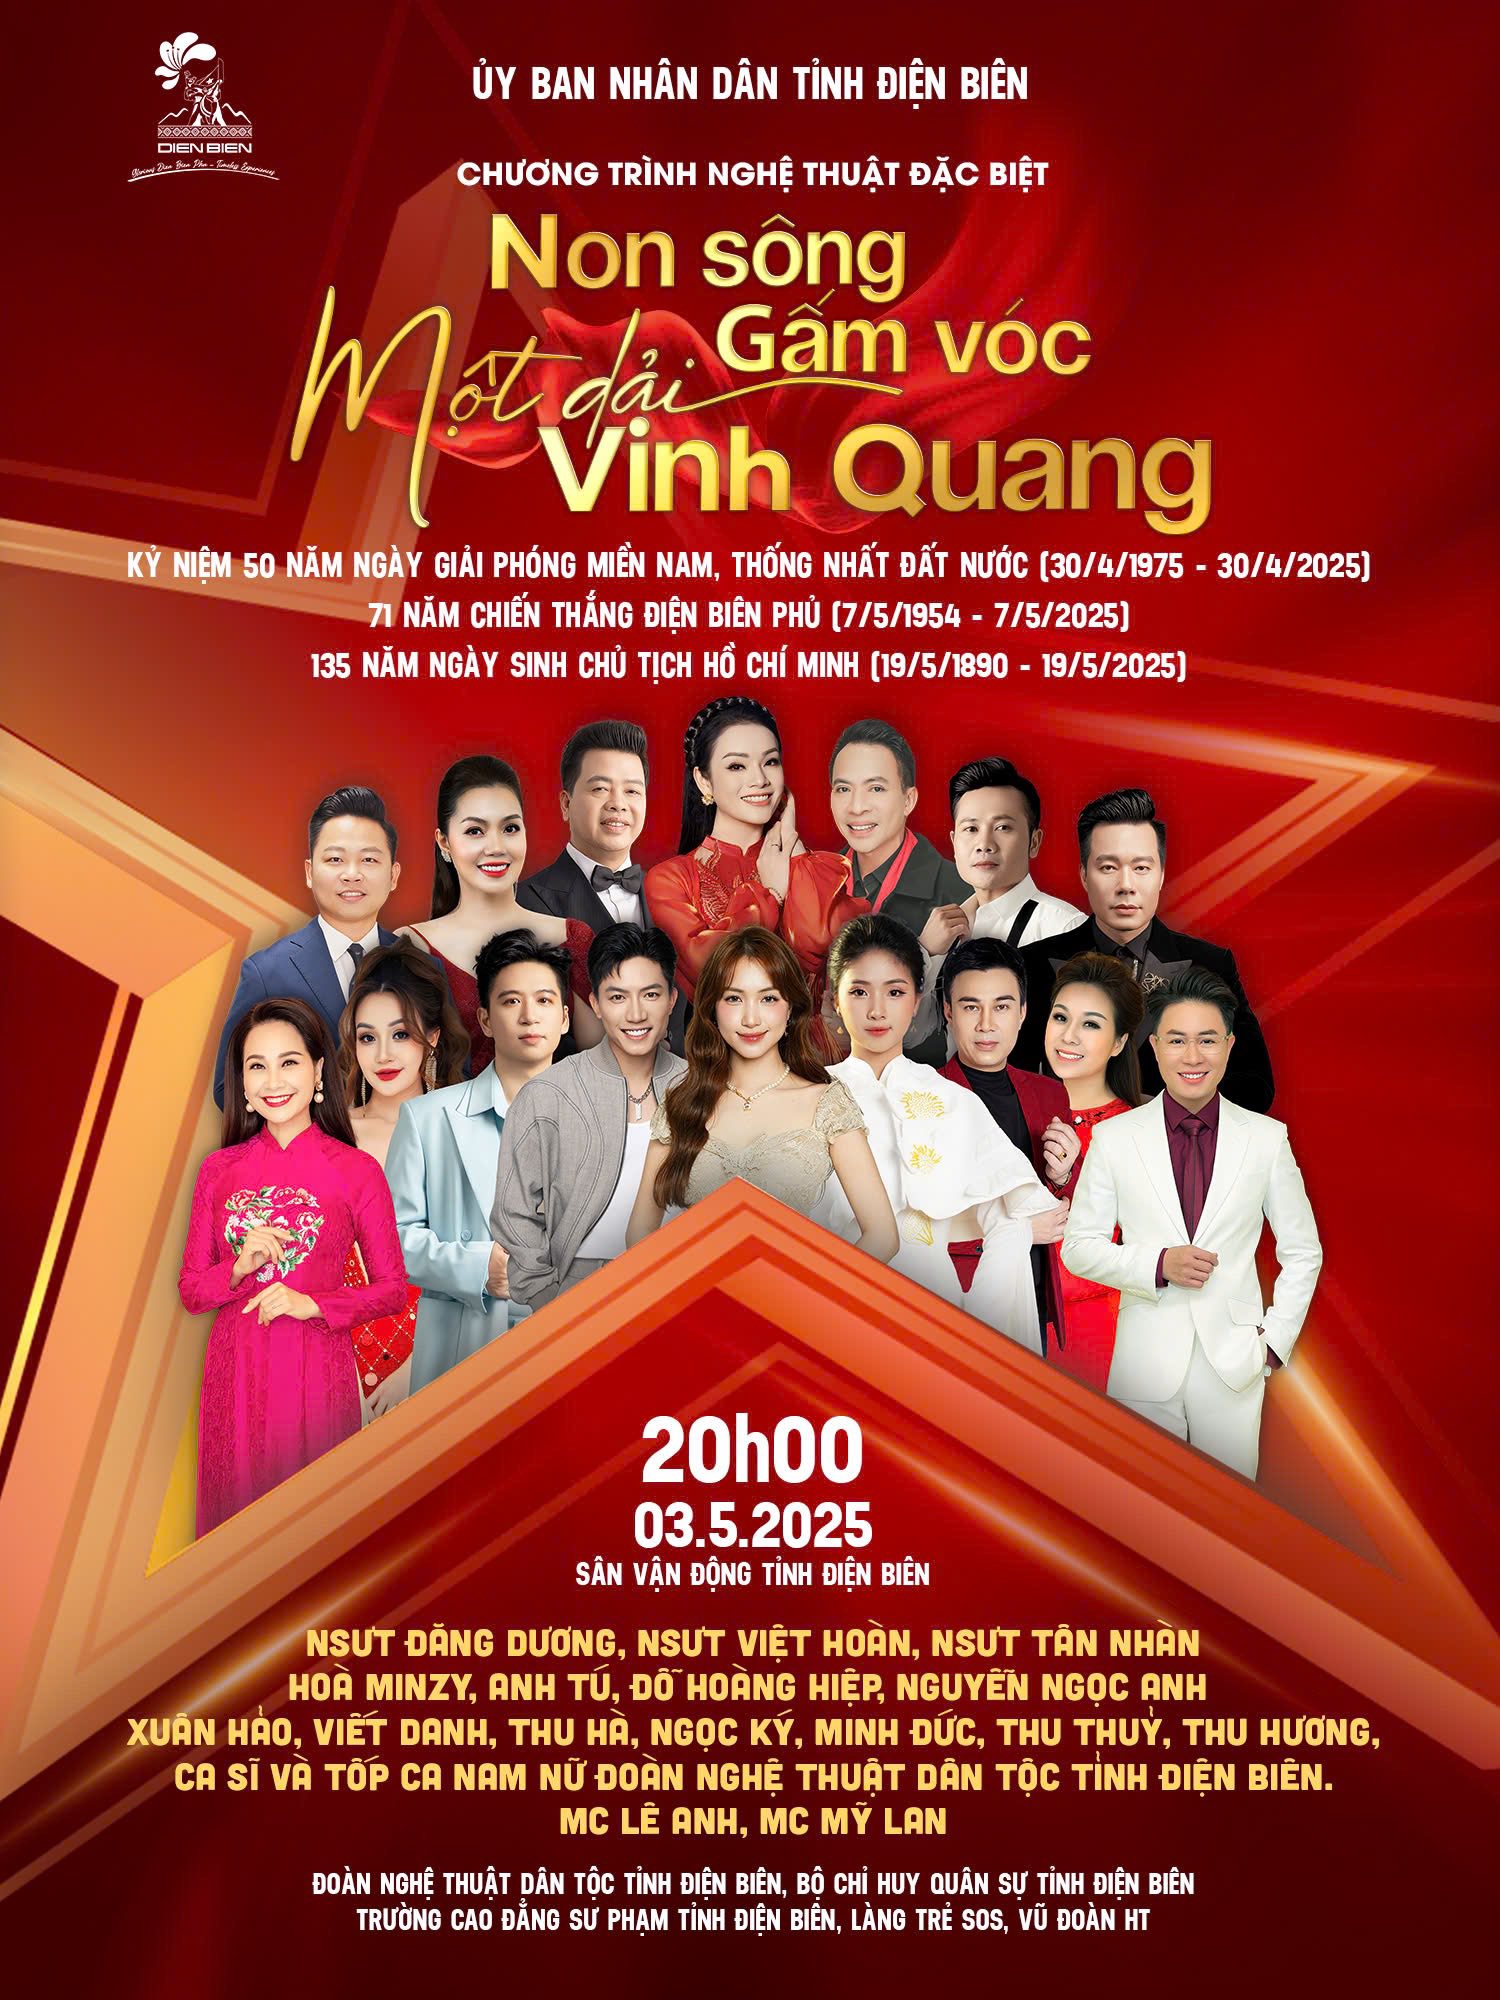 DIENBIEN
Glorious Dien Bien Phu - Timeless Experiences
ỦY BAN NHÂN DÂN TỈNH ĐIỆN BIÊN
CHƯƠNG TRÌNH NGHỆ THUẬT ĐẶC BIỆT
Non sông
Gấm vóc
Một dải
Vinh Quang
KỶ NIỆM 50 NĂM NGÀY GIẢI PHÓNG MIỀN NAM, THỐNG NHẤT ĐẤT NƯỚC (30/4/1975 - 30/4/2025)
71 NĂM CHIẾN THẮNG ĐIỆN BIÊN PHỦ (7/5/1954 - 7/5/2025)
135 NĂM NGÀY SINH CHỦ TỊCH HỒ CHÍ MINH (19/5/1890 - 19/5/2025)
20h00
03.5.2025
SÂN VẬN ĐỘNG TỈNH ĐIỆN BIÊN
NSƯT ĐĂNG DƯƠNG, NSƯT VIỆT HOÀN, NSƯT TÂN NHÀN
HOÀ MINZY, ANH TÚ, ĐỖ HOÀNG HIỆP, NGUYỄN NGỌC ANH
XUÂN HẢO, VIẾT DANH, THU HÀ, NGỌC KÝ, MINH ĐỨC, THU THUỶ, THU HƯƠNG,
CA SĨ VÀ TỐP CA NAM NỮ ĐOÀN NGHỆ THUẬT DÂN TỘC TỈNH ĐIỆN BIÊN.
MC LÊ ANH, MC MỸ LAN
ĐOÀN NGHỆ THUẬT DÂN TỘC TỈNH ĐIỆN BIÊN, BỘ CHỈ HUY QUÂN SỰ TỈNH ĐIỆN BIÊN
TRƯỜNG CAO ĐẲNG SƯ PHẠM TỈNH ĐIỆN BIÊN, LÀNG TRẺ SOS, VŨ ĐOÀN HT